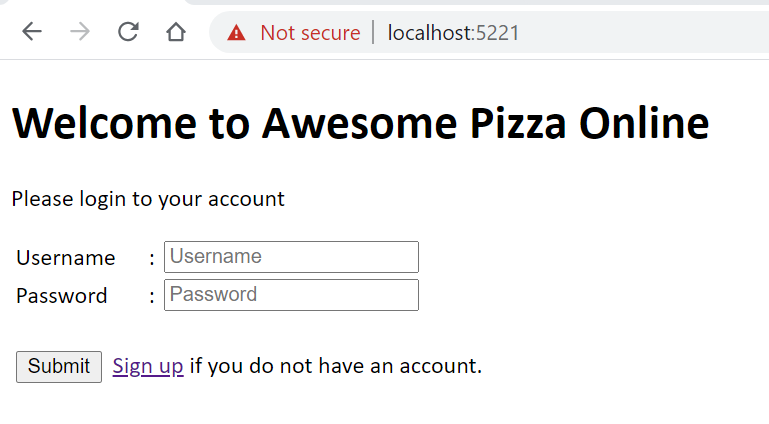 Not secure | localhost:5221
Welcome to Awesome Pizza Online
Please login to your account
Username : Username
Password : Password
Submit Sign up if you do not have an account.